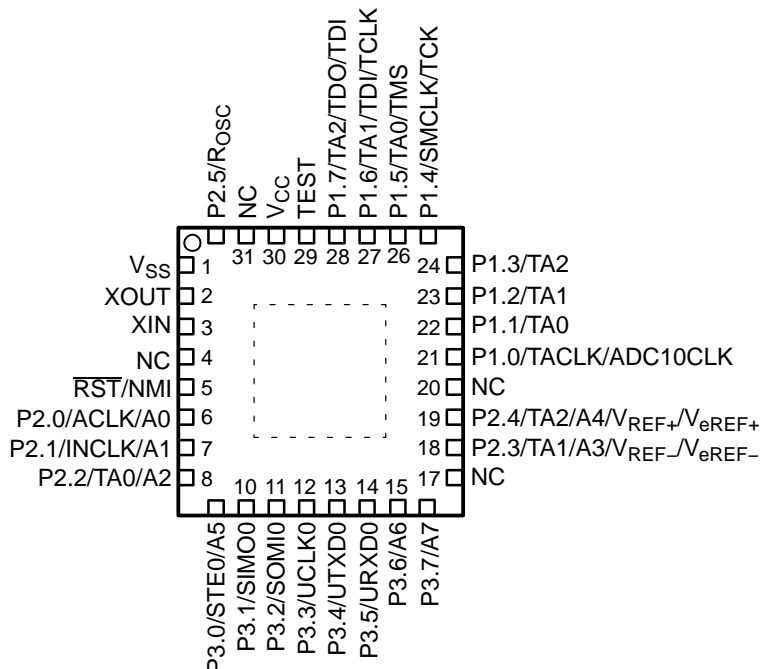 P2.5/ROSC
NC
VCC
TEST
P1.7/TA2/TDO/TDI
P1.6/TA1/TDI/TCLK
P1.5/TA0/TMS
P1.4/SMCLK/TCK
31 30 29 28 27 26
VSS 1
XOUT 2
XIN 3
NC 4
RST/NMI 5
P2.0/ACLK/A0 6
P2.1/INCLK/A1 7
P2.2/TA0/A2 8
24 P1.3/TA2
23 P1.2/TA1
22 P1.1/TA0
21 P1.0/TACLK/ADC10CLK
20 NC
19 P2.4/TA2/A4/VREF+/VeREF+
18 P2.3/TA1/A3/VREF−/VeREF−
17 NC
10 11 12 13 14 15
P3.0/STE0/A5
P3.1/SIMO0
P3.2/SOMI0
P3.3/UCLK0
P3.4/UTXD0
P3.5/URXD0
P3.6/A6
P3.7/A7